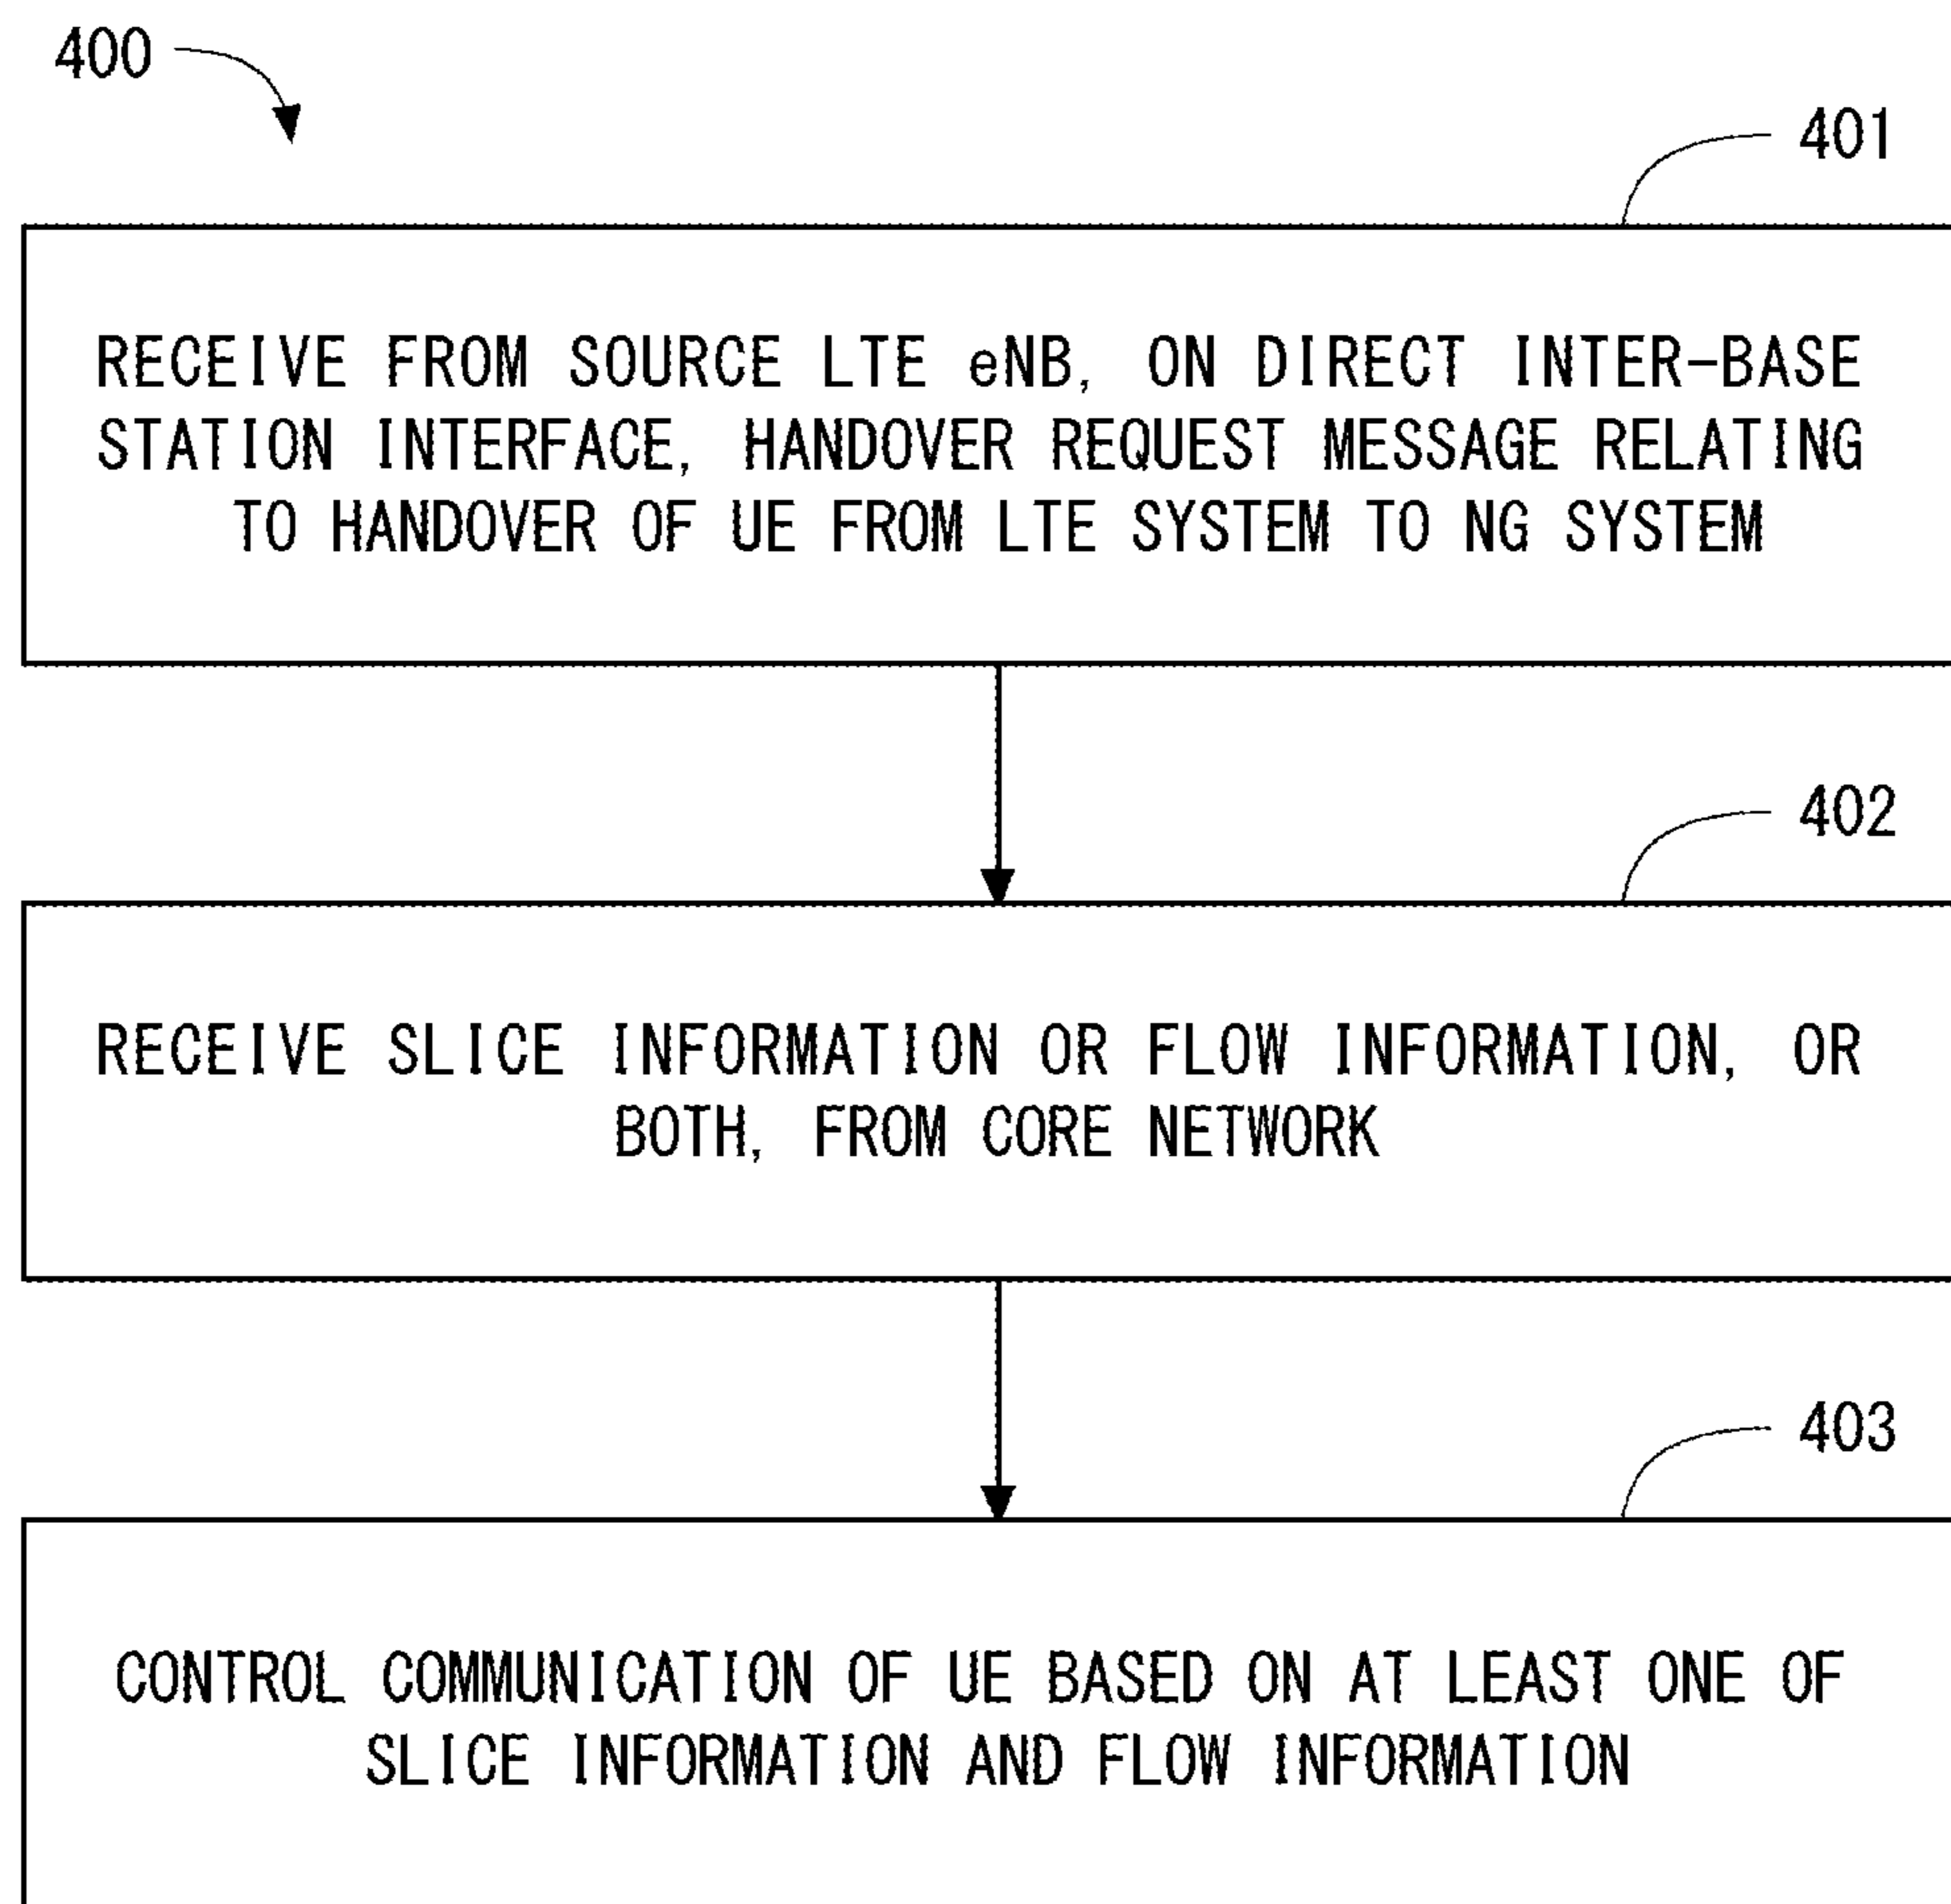 400
401
RECEIVE FROM SOURCE LTE eNB, ON DIRECT INTER-BASE
STATION INTERFACE, HANDOVER REQUEST MESSAGE RELATING
TO HANDOVER OF UE FROM LTE SYSTEM TO NG SYSTEM
402
RECEIVE SLICE INFORMATION OR FLOW INFORMATION, OR
BOTH, FROM CORE NETWORK
403
CONTROL COMMUNICATION OF UE BASED ON AT LEAST ONE OF
SLICE INFORMATION AND FLOW INFORMATION